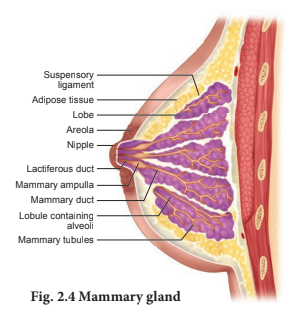 Suspensory
ligament
Adipose tissue
Lobe
Areola
Nipple
Lactiferous duct
Mammary ampulla
Mammary duct
Lobule containing
alveoli
Mammary tubules
Fig. 2.4 Mammary gland